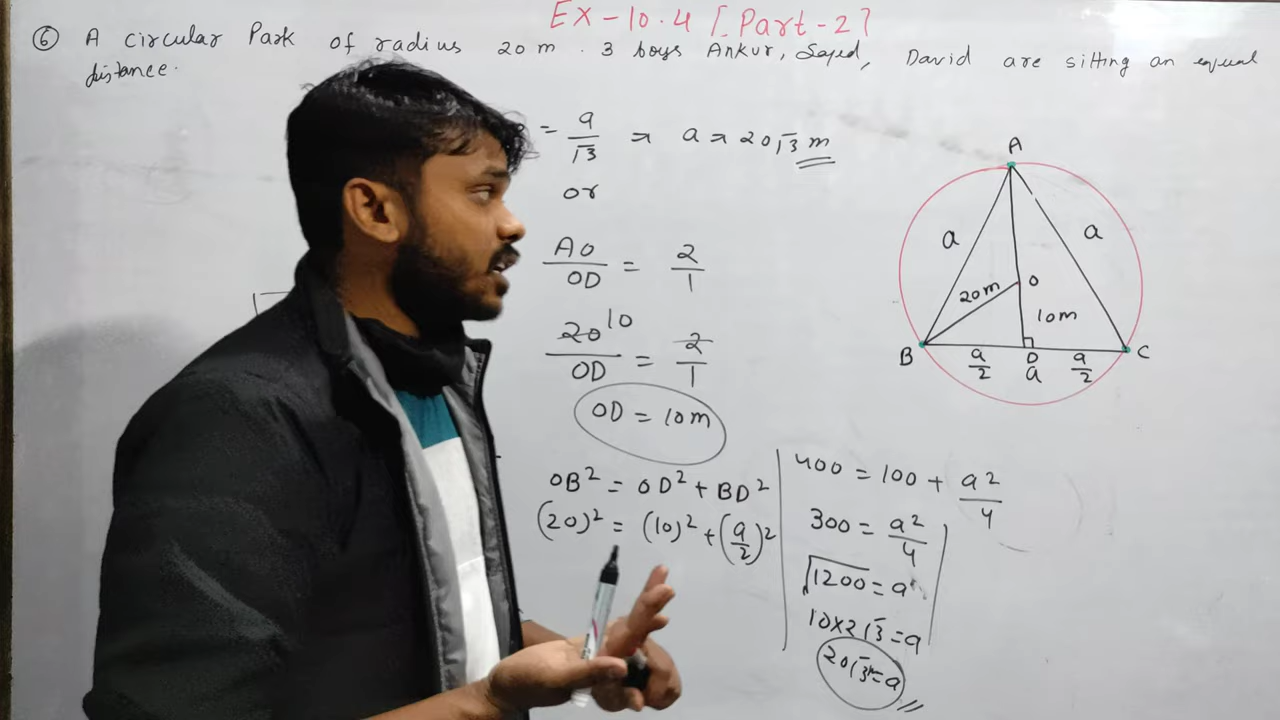 Ex-10.4 [Part-2]
⑥ A circular Park of radius 20 m . 3 boys Ankur, Sayed, David are sitting an equal
distance.
= a/√3 ⇒ a ⇒ 20√3 m
or
AO/OD = 2/1
20/OD = 2/1
10
OD = 10m
OB² = OD² + BD²
(20)² = (10)² + (a/2)²
400 = 100 + a²/4
300 = a²/4
√1200 = a
10×2√3 = a
20√3 = a
A
a a
20m O
10m
B a/2 D a/2 C
a